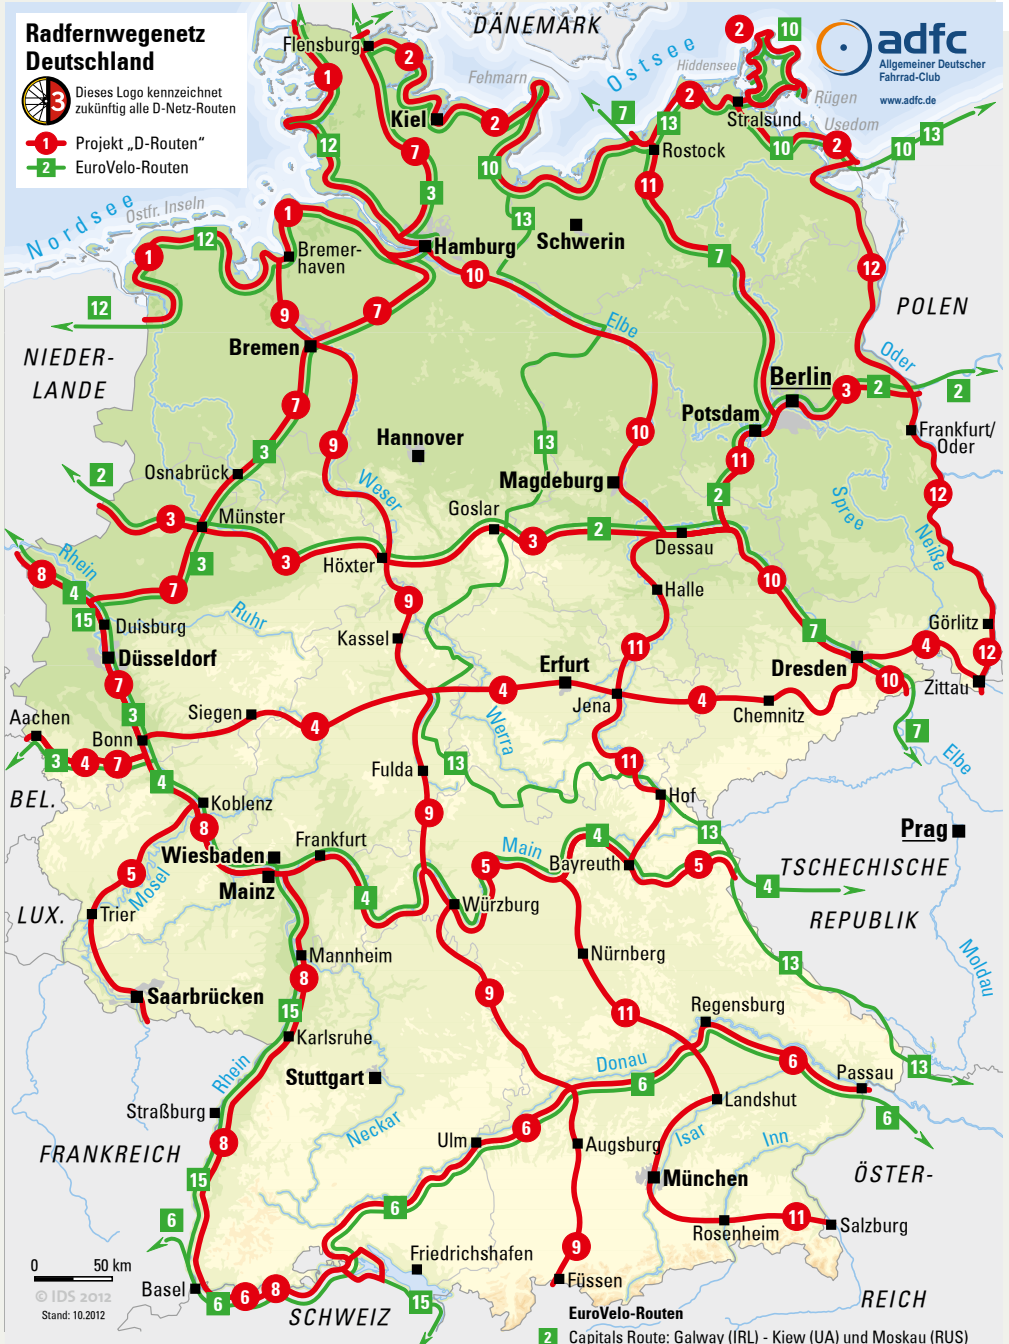 Radfernwegenetz
Deutschland
3
Dieses Logo kennzeichnet
zukünftig alle D-Netz-Routen
1 Projekt „D-Routen“
2 EuroVelo-Routen
adfc
Allgemeiner Deutscher
Fahrrad-Club
www.adfc.de
DÄNEMARK
Ostsee
Nordsee
Ostfr. Inseln
Fehmarn
Hiddensee
Rügen
Usedom
Flensburg
Kiel
Stralsund
Rostock
Schwerin
Hamburg
Bremer-
haven
Bremen
POLEN
NIEDER-
LANDE
Elbe
Oder
Berlin
Potsdam
Frankfurt/
Oder
Hannover
Magdeburg
Osnabrück
Weser
Spree
Neiße
Münster
Goslar
Höxter
Dessau
Rhein
Ruhr
Duisburg
Düsseldorf
Kassel
Halle
Görlitz
Erfurt
Dresden
Zittau
Jena
Chemnitz
Aachen
Siegen
Bonn
Werra
Elbe
BEL.
Koblenz
Fulda
Hof
Prag
TSCHECHISCHE
REPUBLIK
Wiesbaden
Mainz
Frankfurt
Main
Bayreuth
Mosel
LUX.
Trier
Würzburg
Mannheim
Nürnberg
Moldau
Saarbrücken
Karlsruhe
Regensburg
Rhein
Stuttgart
Donau
Passau
Straßburg
Neckar
Landshut
Ulm
Augsburg
Isar
Inn
FRANKREICH
München
ÖSTER-
REICH
Rosenheim
Salzburg
Friedrichshafen
Füssen
Basel
SCHWEIZ
0 50 km
© IDS 2012
Stand: 10.2012
EuroVelo-Routen
2 Capitals Route: Galway (IRL) - Kiew (UA) und Moskau (RUS)